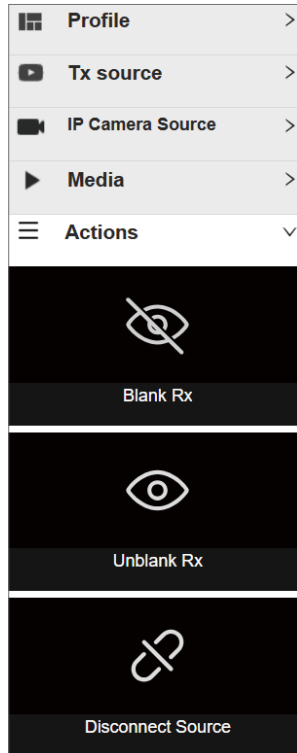 Profile
Tx source
IP Camera Source
Media
Actions
Blank Rx
Unblank Rx
Disconnect Source